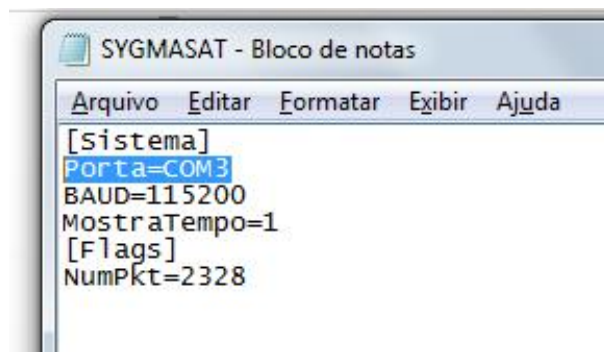 SYGMASAT - Bloco de notas
Arquivo Editar Formatar Exibir Ajuda
[Sistema]
Porta=COM3
BAUD=115200
MostraTempo=1
[Flags]
NumPkt=2328